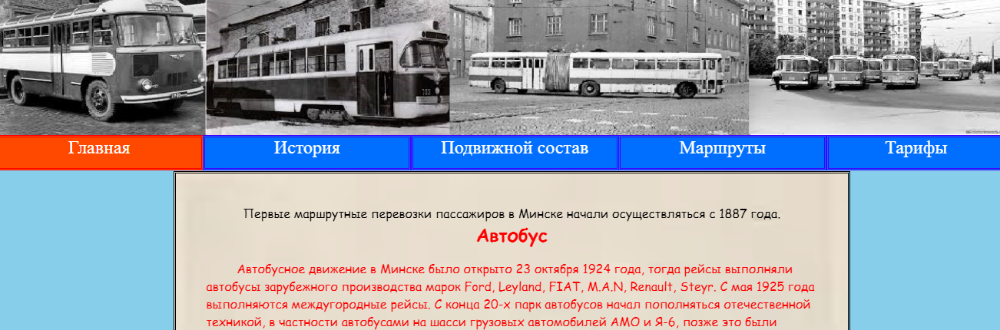 703
Главная
История
Подвижной состав
Маршруты
Тарифы
Первые маршрутные перевозки пассажиров в Минске начали осуществляться с 1887 года.
Автобус
Автобусное движение в Минске было открыто 23 октября 1924 года, тогда рейсы выполняли
автобусы зарубежного производства марок Ford, Leyland, FIAT, M.A.N, Renault, Steyr. С мая 1925 года
выполняются междугородные рейсы. С конца 20-х парк автобусов начал пополняться отечественной
техникой, в частности автобусами на шасси грузовых автомобилей АМО и Я-6, позже это были